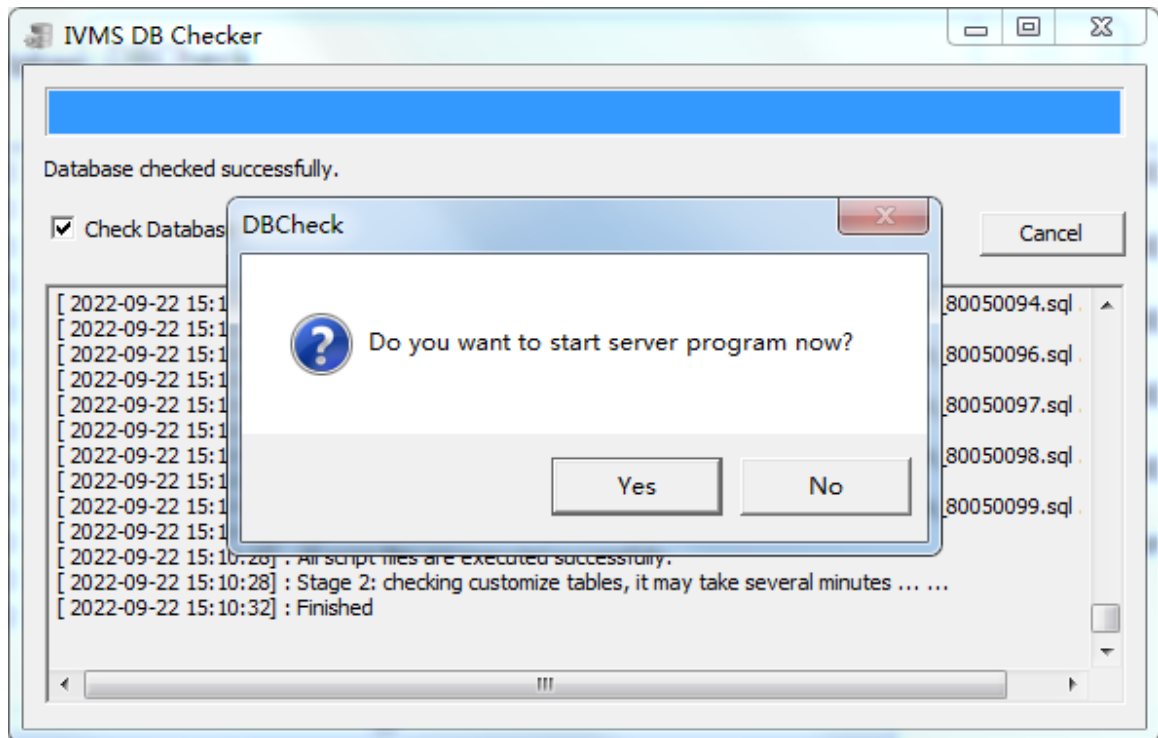 IVMS DB Checker
Database checked successfully.
Check Databas
Cancel
DBCheck
Do you want to start server program now?
Yes
No
[ 2022-09-22 15:1 _80050094.sql .
[ 2022-09-22 15:1
[ 2022-09-22 15:1 _80050096.sql .
[ 2022-09-22 15:1
[ 2022-09-22 15:1 _80050097.sql .
[ 2022-09-22 15:1
[ 2022-09-22 15:1 _80050098.sql .
[ 2022-09-22 15:1
[ 2022-09-22 15:1 _80050099.sql .
[ 2022-09-22 15:1
[ 2022-09-22 15:10:28] : All script files are executed successfully.
[ 2022-09-22 15:10:28] : Stage 2: checking customize tables, it may take several minutes ... ...
[ 2022-09-22 15:10:32] : Finished